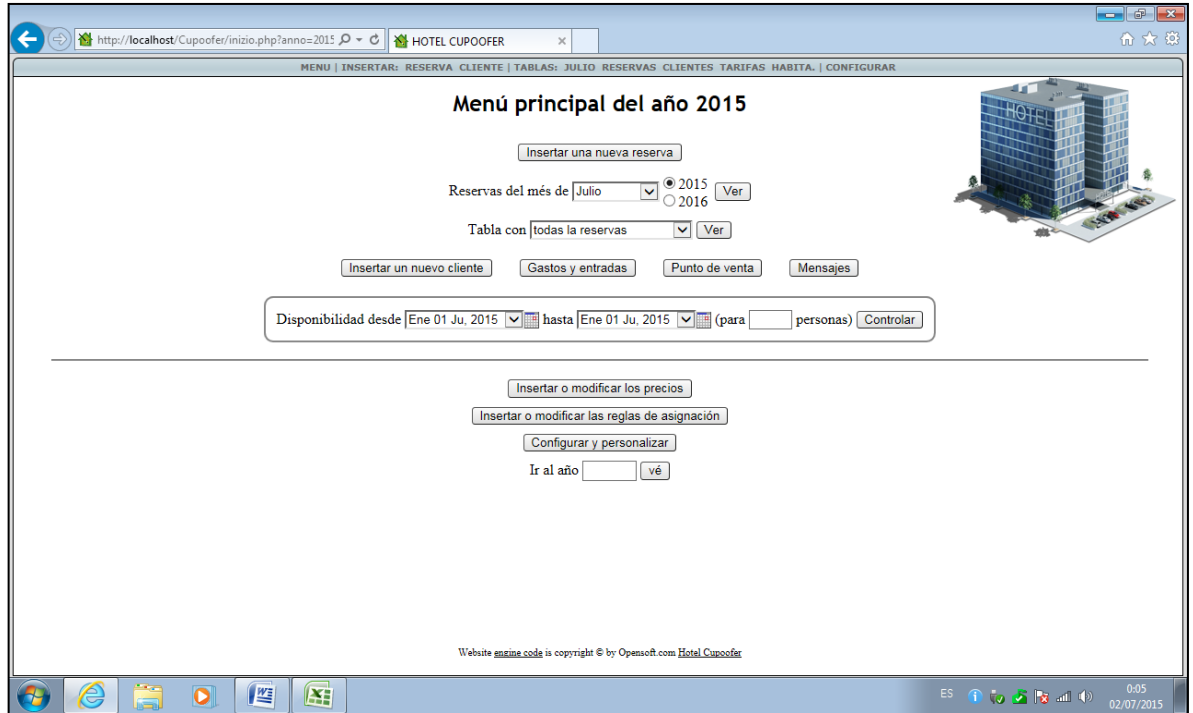 http://localhost/Cupoofer/inizio.php?anno=2015
HOTEL CUPOOFER
MENU | INSERTAR: RESERVA CLIENTE | TABLAS: JULIO RESERVAS CLIENTES TARIFAS HABITA. | CONFIGURAR
Menú principal del año 2015
HOTEL
Insertar una nueva reserva
Reservas del més de Julio 2015 Ver
2016
Tabla con todas la reservas Ver
Insertar un nuevo cliente Gastos y entradas Punto de venta Mensajes
Disponibilidad desde Ene 01 Ju, 2015 hasta Ene 01 Ju, 2015 (para personas) Controlar
Insertar o modificar los precios
Insertar o modificar las reglas de asignación
Configurar y personalizar
Ir al año vé
Website engine code is copyright © by Opensoft.com Hotel Cupoofer
ES 0:05
02/07/2015